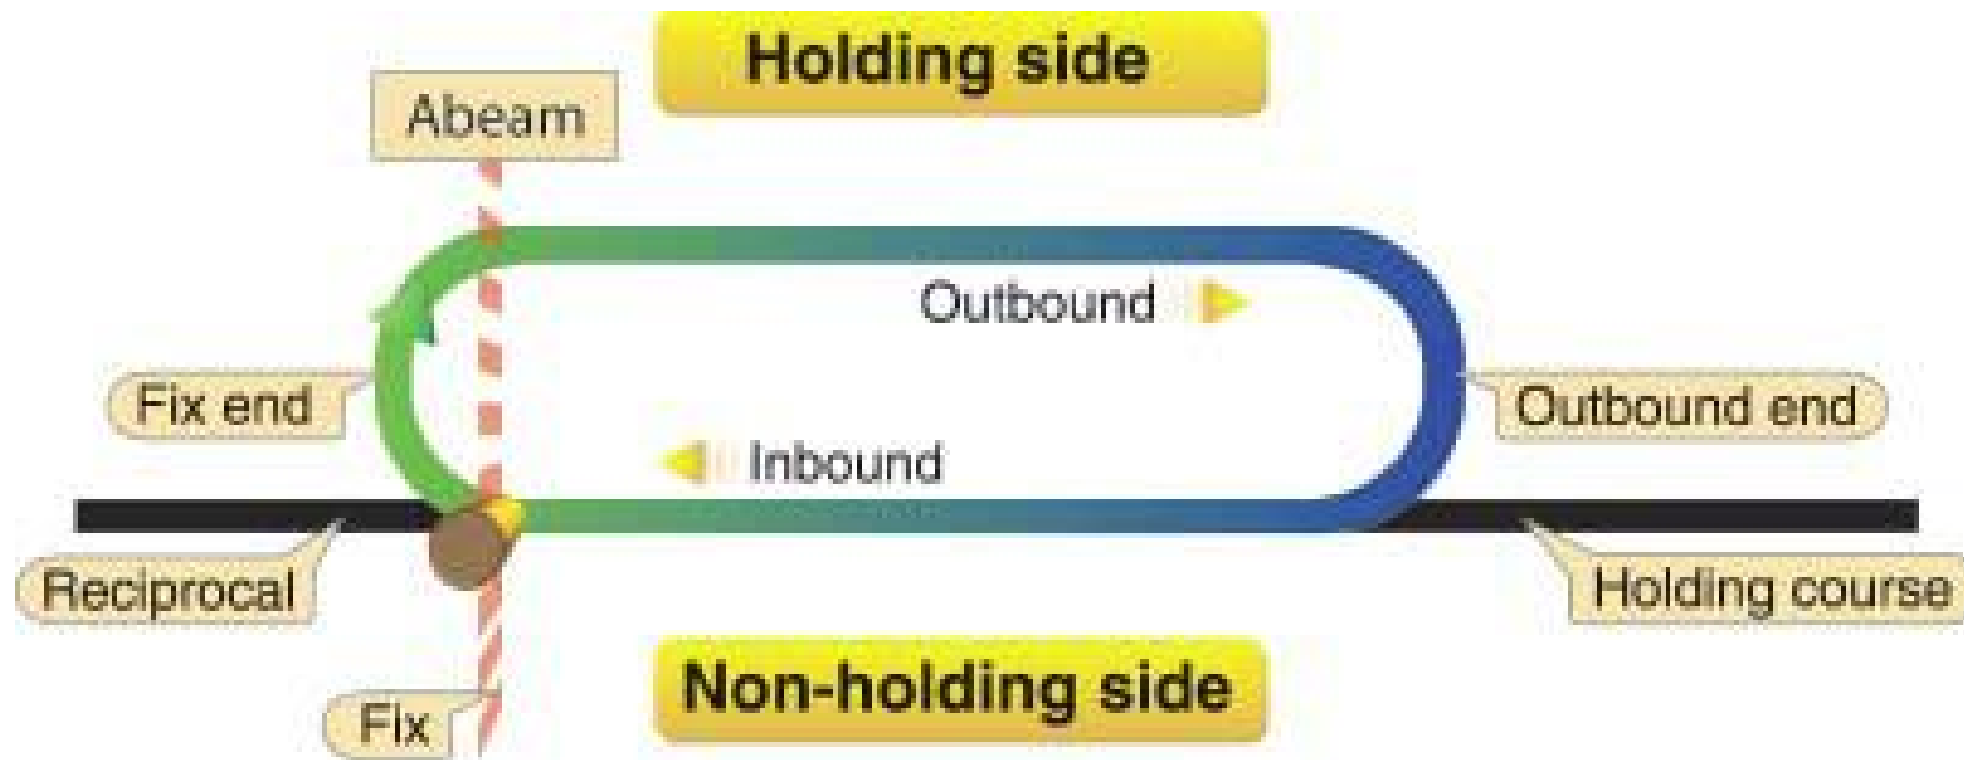 Holding side
Abeam
Outbound
Fix end
Outbound end
Inbound
Reciprocal
Holding course
Non-holding side
Fix